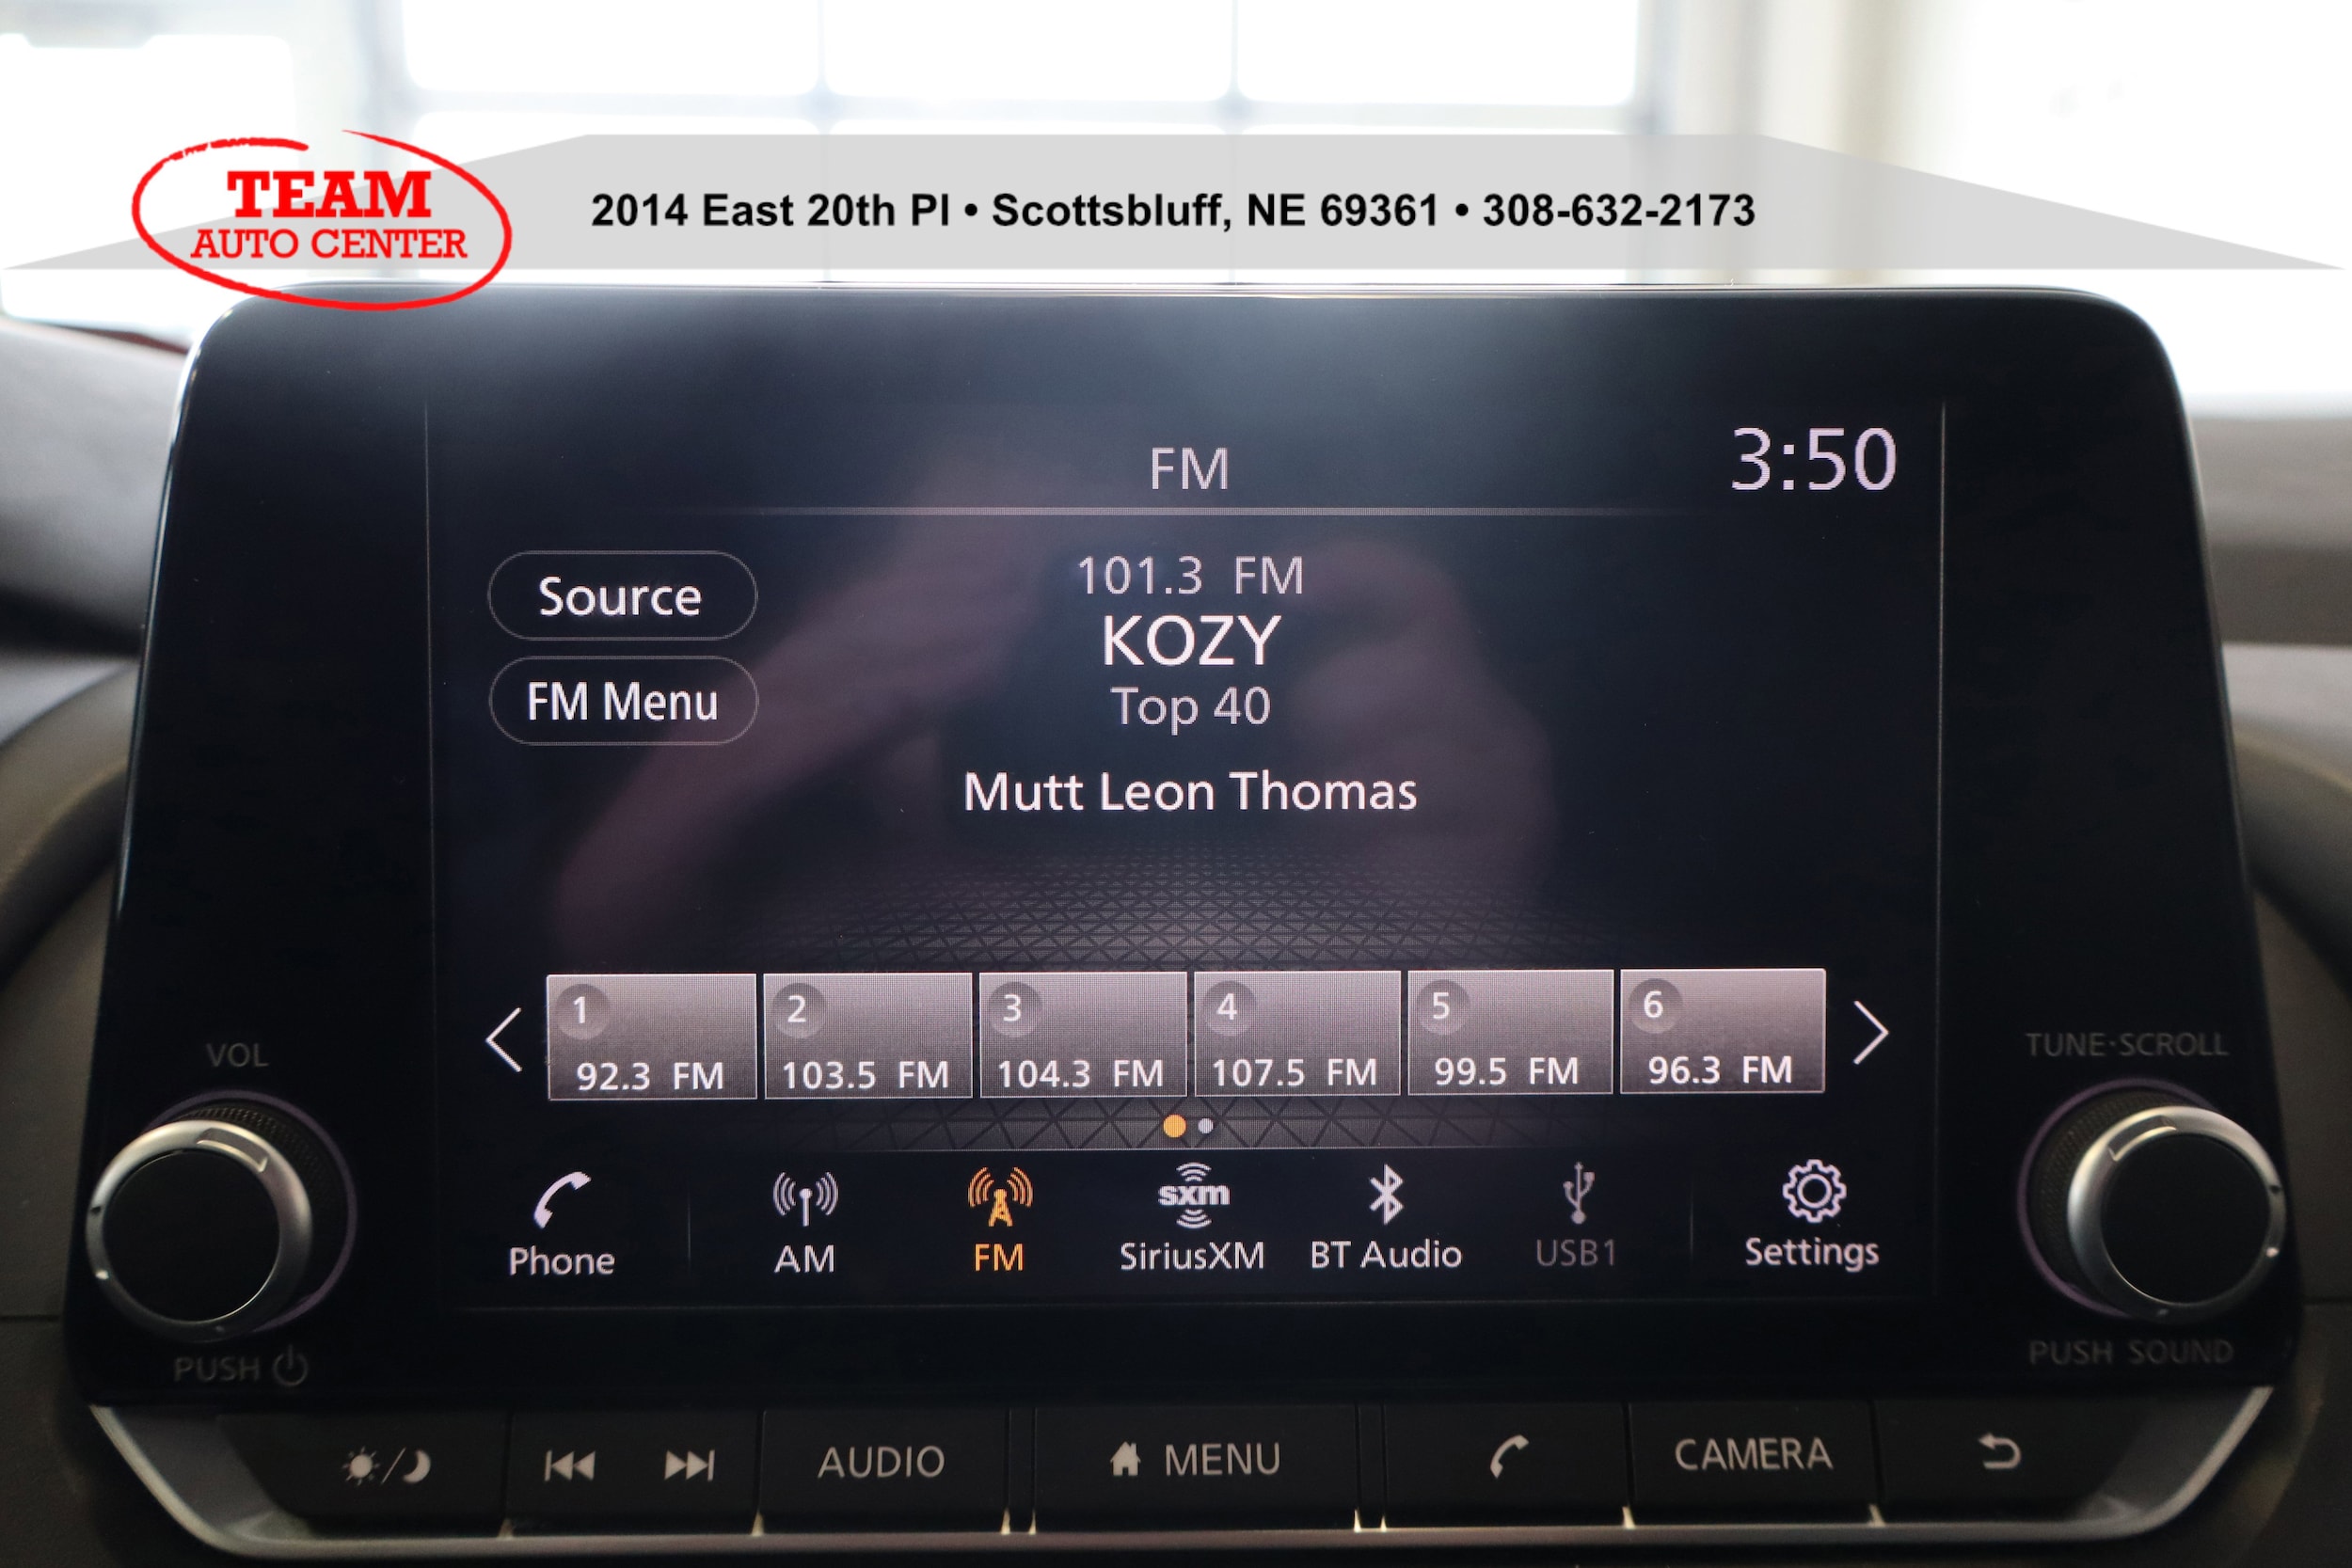 TEAM
AUTO CENTER
2014 East 20th Pl • Scottsbluff, NE 69361 • 308-632-2173
FM
3:50
Source
FM Menu
101.3 FM
KOZY
Top 40
Mutt Leon Thomas
1 2 3 4 5 6
92.3 FM 103.5 FM 104.3 FM 107.5 FM 99.5 FM 96.3 FM
VOL
TUNE·SCROLL
sxm
Phone AM FM SiriusXM BT Audio USB1 Settings
PUSH
PUSH SOUND
AUDIO MENU CAMERA